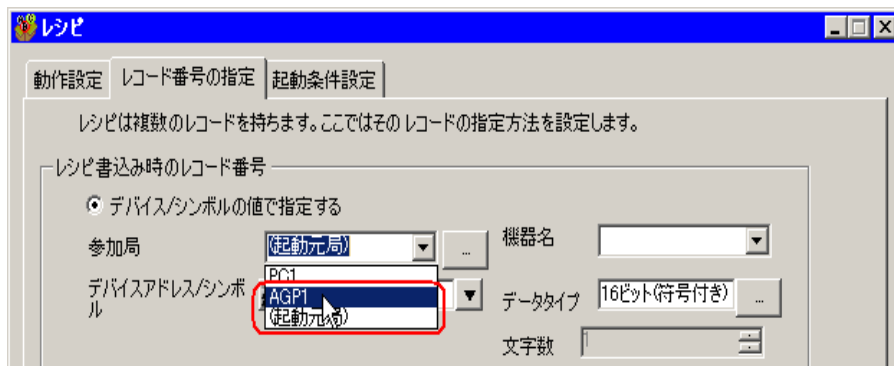 レシピ
動作設定 レコード番号の指定 起動条件設定
レシピは複数のレコードを持ちます。ここではそのレコードの指定方法を設定します。
レシピ書込み時のレコード番号
デバイス/シンボルの値で指定する
参加局 (起動元局) ... 機器名
PC1
デバイスアドレス/シンボル AGP1 データタイプ 16ビット(符号付き) ...
(起動元局)
文字数 1